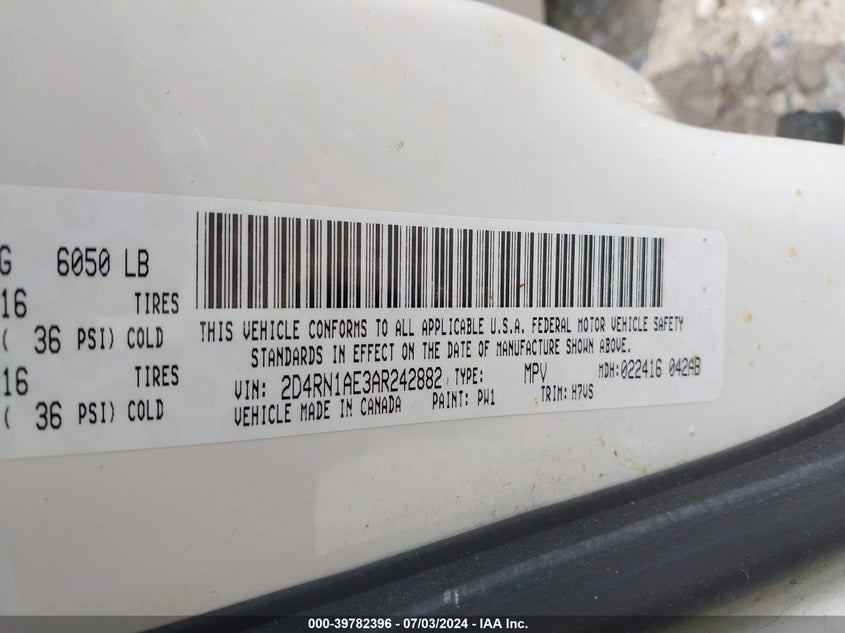 G 6050 LB
16 TIRES
( 36 PSI) COLD
16 TIRES
( 36 PSI) COLD
THIS VEHICLE CONFORMS TO ALL APPLICABLE U.S.A. FEDERAL MOTOR VEHICLE SAFETY
STANDARDS IN EFFECT ON THE DATE OF MANUFACTURE SHOWN ABOVE.
VIN: 2D4RN1AE3AR242882 TYPE: MPV MDH:022416 042AB
VEHICLE MADE IN CANADA PAINT: PW1 TRIM: H7VS
000-39782396 - 07/03/2024 - IAA Inc.